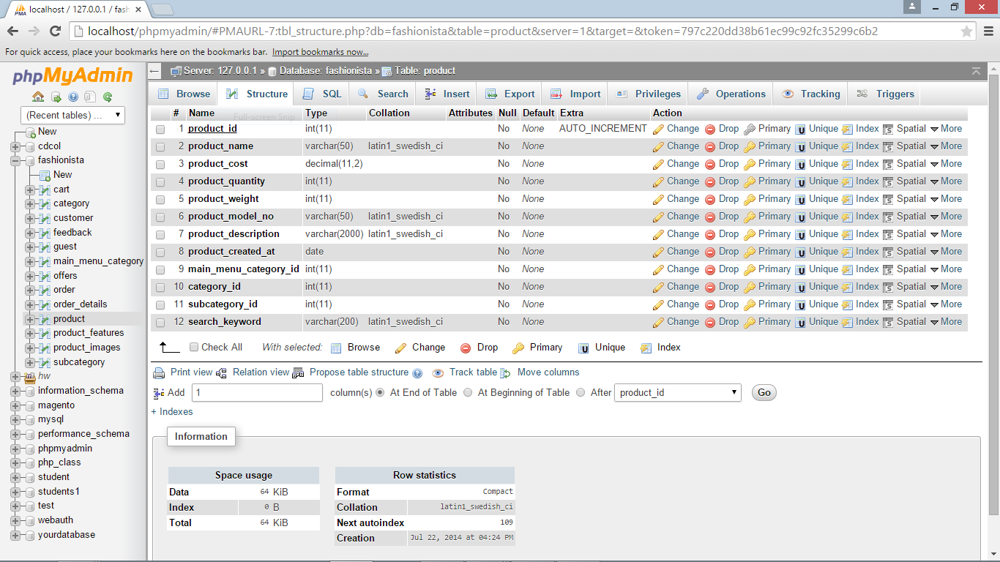 localhost / 127.0.0.1 / fash
localhost/phpmyadmin/#PMAURL-7:tbl_structure.php?db=fashionista&table=product&server=1&target=&token=797c220dd38b61ec99c92fc35299c6b2
For quick access, place your bookmarks here on the bookmarks bar. Import bookmarks now...
phpMyAdmin
(Recent tables) ...
New
cdcol
fashionista
New
cart
category
customer
feedback
guest
main_menu_category
offers
order
order_details
product
product_features
product_images
subcategory
hw
information_schema
magento
mysql
performance_schema
phpmyadmin
php_class
student
students1
test
webauth
yourdatabase
Server: 127.0.0.1 » Database: fashionista » Table: product
Browse Structure SQL Search Insert Export Import Privileges Operations Tracking Triggers
# Name Type Collation Attributes Null Default Extra Action
Full-screen Snip
1 product_id int(11) No None AUTO_INCREMENT Change Drop Primary Unique Index Spatial More
2 product_name varchar(50) latin1_swedish_ci No None Change Drop Primary Unique Index Spatial More
3 product_cost decimal(11,2) No None Change Drop Primary Unique Index Spatial More
4 product_quantity int(11) No None Change Drop Primary Unique Index Spatial More
5 product_weight int(11) No None Change Drop Primary Unique Index Spatial More
6 product_model_no varchar(50) latin1_swedish_ci No None Change Drop Primary Unique Index Spatial More
7 product_description varchar(2000) latin1_swedish_ci No None Change Drop Primary Unique Index Spatial More
8 product_created_at date No None Change Drop Primary Unique Index Spatial More
9 main_menu_category_id int(11) No None Change Drop Primary Unique Index Spatial More
10 category_id int(11) No None Change Drop Primary Unique Index Spatial More
11 subcategory_id int(11) No None Change Drop Primary Unique Index Spatial More
12 search_keyword varchar(200) latin1_swedish_ci No None Change Drop Primary Unique Index Spatial More
Check All With selected: Browse Change Drop Primary Unique Index
Print view Relation view Propose table structure Track table Move columns
Add 1 column(s) At End of Table At Beginning of Table After product_id Go
+ Indexes
Information
Space usage
Data 64 KiB
Index 0 B
Total 64 KiB
Row statistics
Format Compact
Collation latin1_swedish_ci
Next autoindex 109
Creation Jul 22, 2014 at 04:24 PM